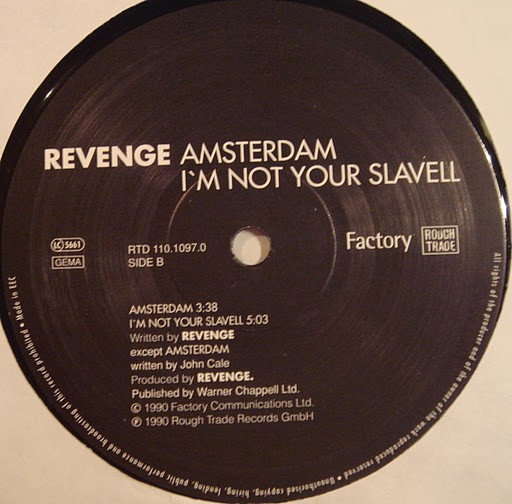 REVENGE AMSTERDAM
I`M NOT YOUR SLAVELL
LC 5661
GEMA
RTD 110.1097.0
SIDE B
Factory
ROUGH
TRADE
AMSTERDAM 3:38
I'M NOT YOUR SLAVELL 5:03
Written by REVENGE
except AMSTERDAM
written by John Cale
Produced by REVENGE.
Published by Warner Chappell Ltd.
© 1990 Factory Communications Ltd.
℗ 1990 Rough Trade Records GmbH
All rights of the producer and of the owner of the work reproduced reserved • Unauthorised copying, hiring, lending, public performance and broadcasting of this record prohibited • Made in EEC